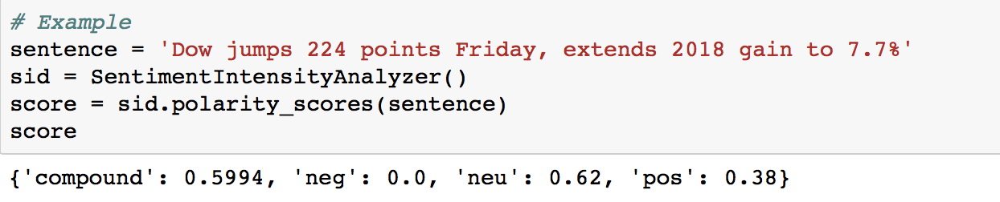 # Example
sentence = 'Dow jumps 224 points Friday, extends 2018 gain to 7.7%'
sid = SentimentIntensityAnalyzer()
score = sid.polarity_scores(sentence)
score
{'compound': 0.5994, 'neg': 0.0, 'neu': 0.62, 'pos': 0.38}